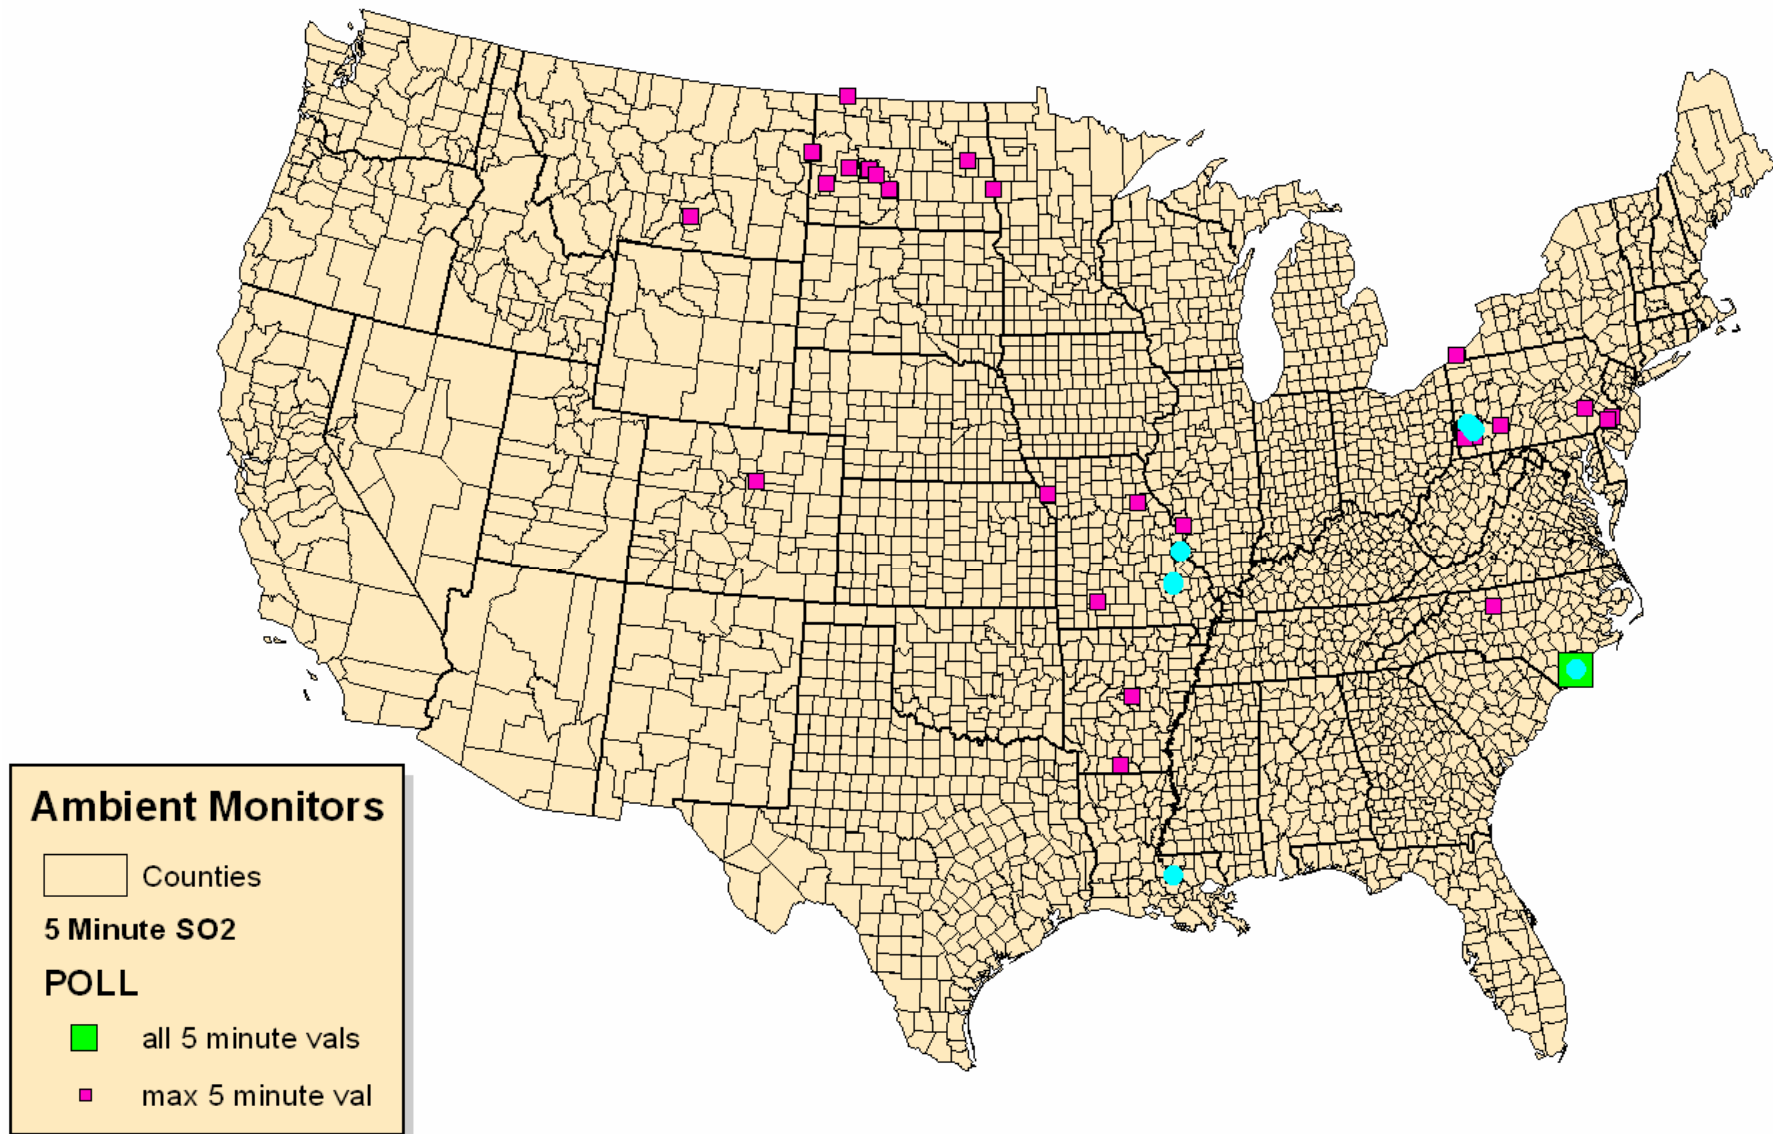 Ambient Monitors
Counties
5 Minute SO2
POLL
all 5 minute vals
max 5 minute val